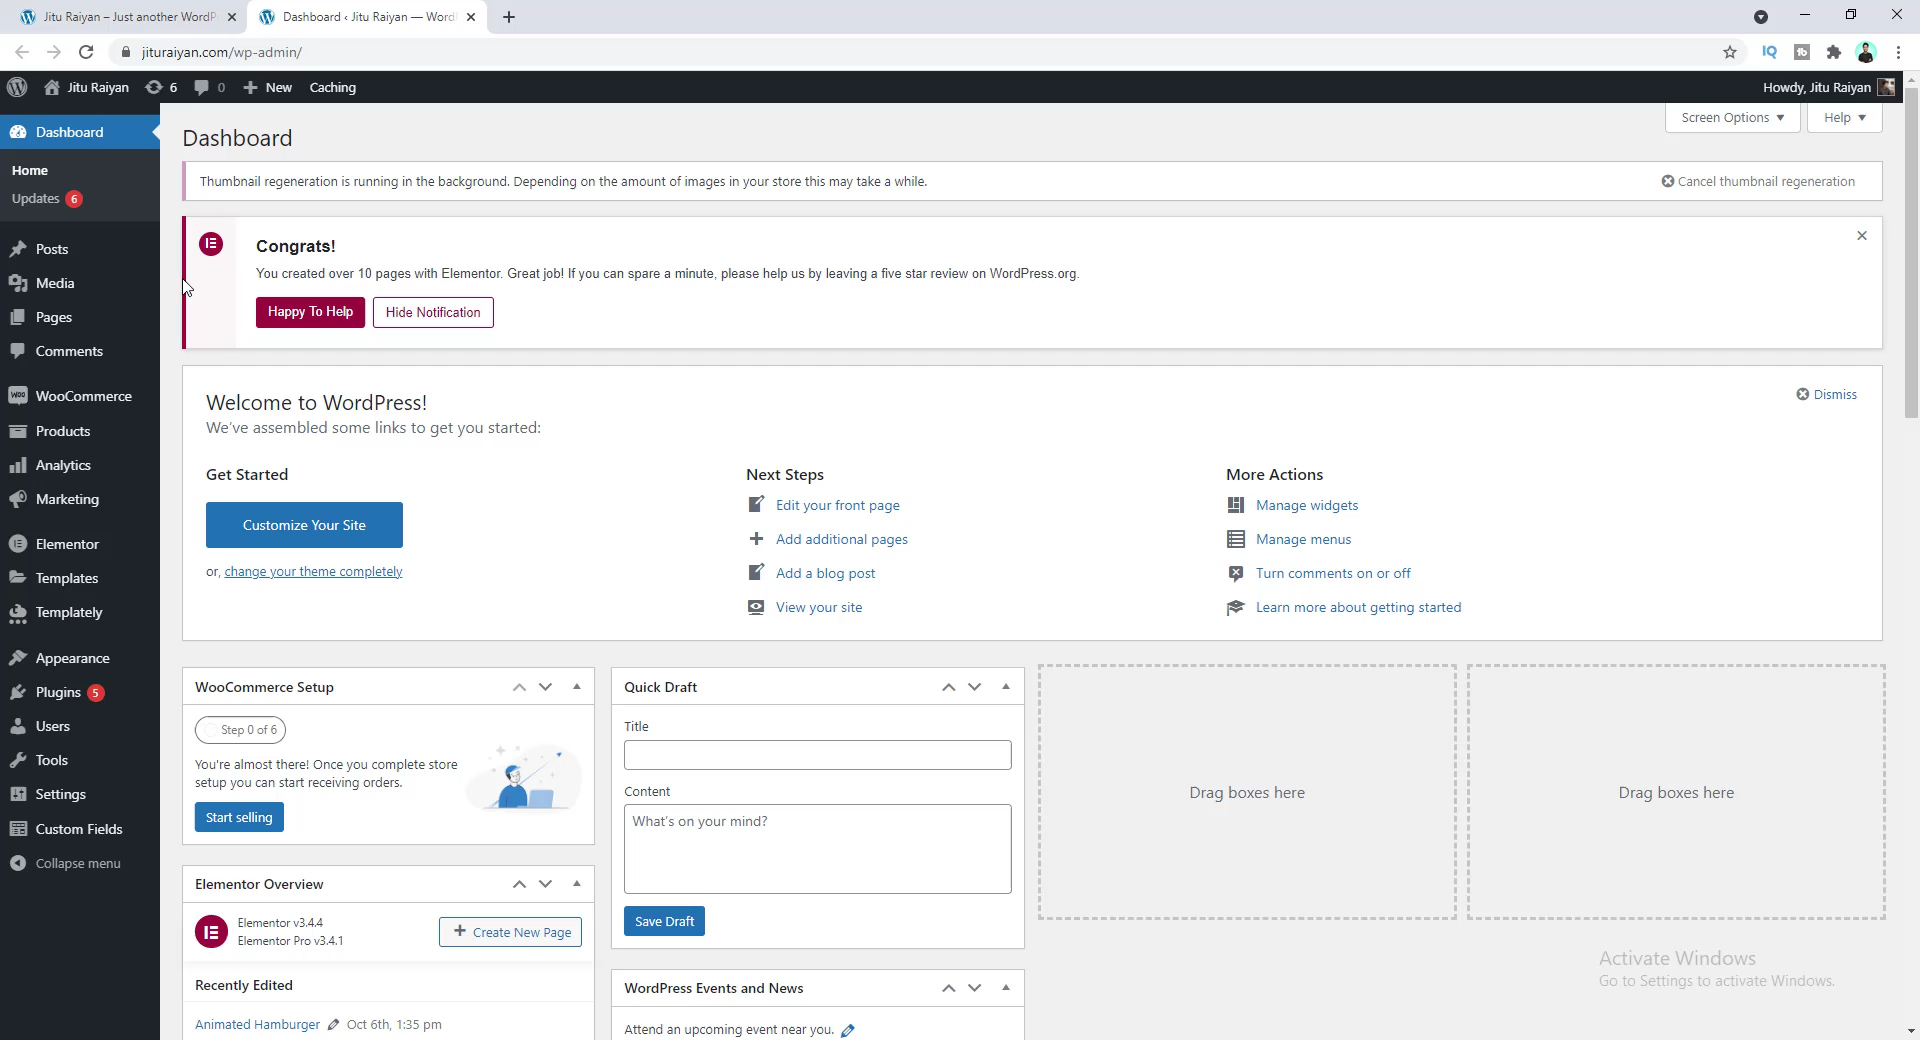 Jitu Raiyan – Just another WordP
Dashboard ‹ Jitu Raiyan — Word
jituraiyan.com/wp-admin/
IQ
tb
Jitu Raiyan
6
0
New
Caching
Howdy, Jitu Raiyan
Dashboard
Home
Updates 6
Posts
Media
Pages
Comments
Woo WooCommerce
Products
Analytics
Marketing
Elementor
Templates
Templately
Appearance
Plugins 5
Users
Tools
Settings
Custom Fields
Collapse menu
Screen Options
Help
Dashboard
Thumbnail regeneration is running in the background. Depending on the amount of images in your store this may take a while.
Cancel thumbnail regeneration
Congrats!
You created over 10 pages with Elementor. Great job! If you can spare a minute, please help us by leaving a five star review on WordPress.org.
Happy To Help
Hide Notification
Welcome to WordPress!
We've assembled some links to get you started:
Dismiss
Get Started
Customize Your Site
or, change your theme completely
Next Steps
Edit your front page
Add additional pages
Add a blog post
View your site
More Actions
Manage widgets
Manage menus
Turn comments on or off
Learn more about getting started
WooCommerce Setup
Step 0 of 6
You're almost there! Once you complete store
setup you can start receiving orders.
Start selling
Elementor Overview
Elementor v3.4.4
Elementor Pro v3.4.1
Create New Page
Recently Edited
Animated Hamburger Oct 6th, 1:35 pm
Quick Draft
Title
Content
What's on your mind?
Save Draft
WordPress Events and News
Attend an upcoming event near you.
Drag boxes here
Drag boxes here
Activate Windows
Go to Settings to activate Windows.